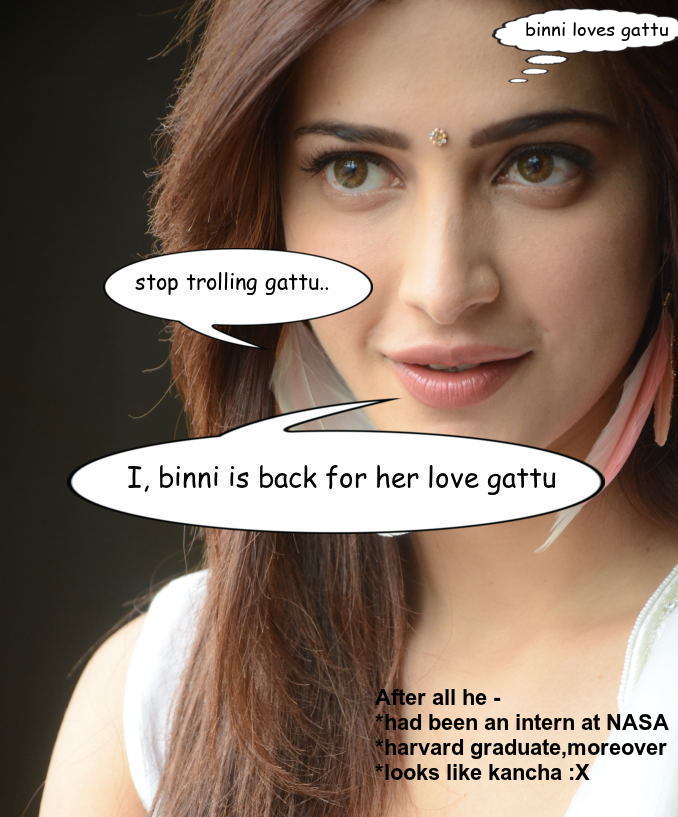 binni loves gattu
stop trolling gattu..
I, binni is back for her love gattu
After all he -
*had been an intern at NASA
*harvard graduate,moreover
*looks like kancha :X